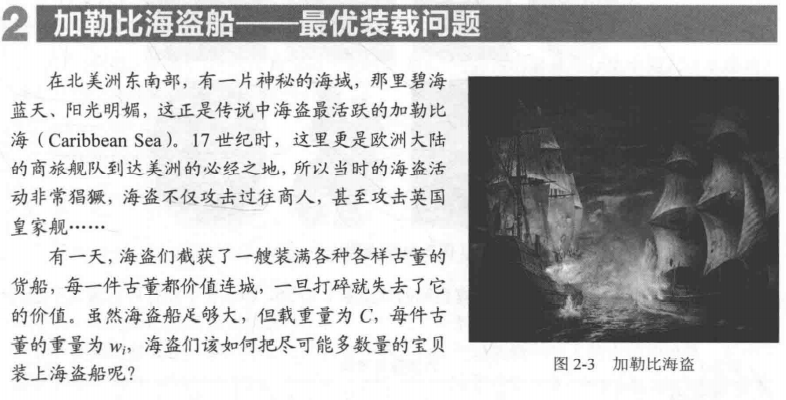 2 加勒比海盗船——最优装载问题
在北美洲东南部，有一片神秘的海域，那里碧海
蓝天、阳光明媚，这正是传说中海盗最活跃的加勒比
海（Caribbean Sea）。17 世纪时，这里更是欧洲大陆
的商旅舰队到达美洲的必经之地，所以当时的海盗活
动非常猖獗，海盗不仅攻击过往商人，甚至攻击英国
皇家舰……
有一天，海盗们截获了一艘装满各种各样古董的
货船，每一件古董都价值连城，一旦打碎就失去了它
的价值。虽然海盗船足够大，但载重量为 C，每件古
董的重量为 wi，海盗们该如何把尽可能多数量的宝贝
装上海盗船呢？
图 2-3 加勒比海盗